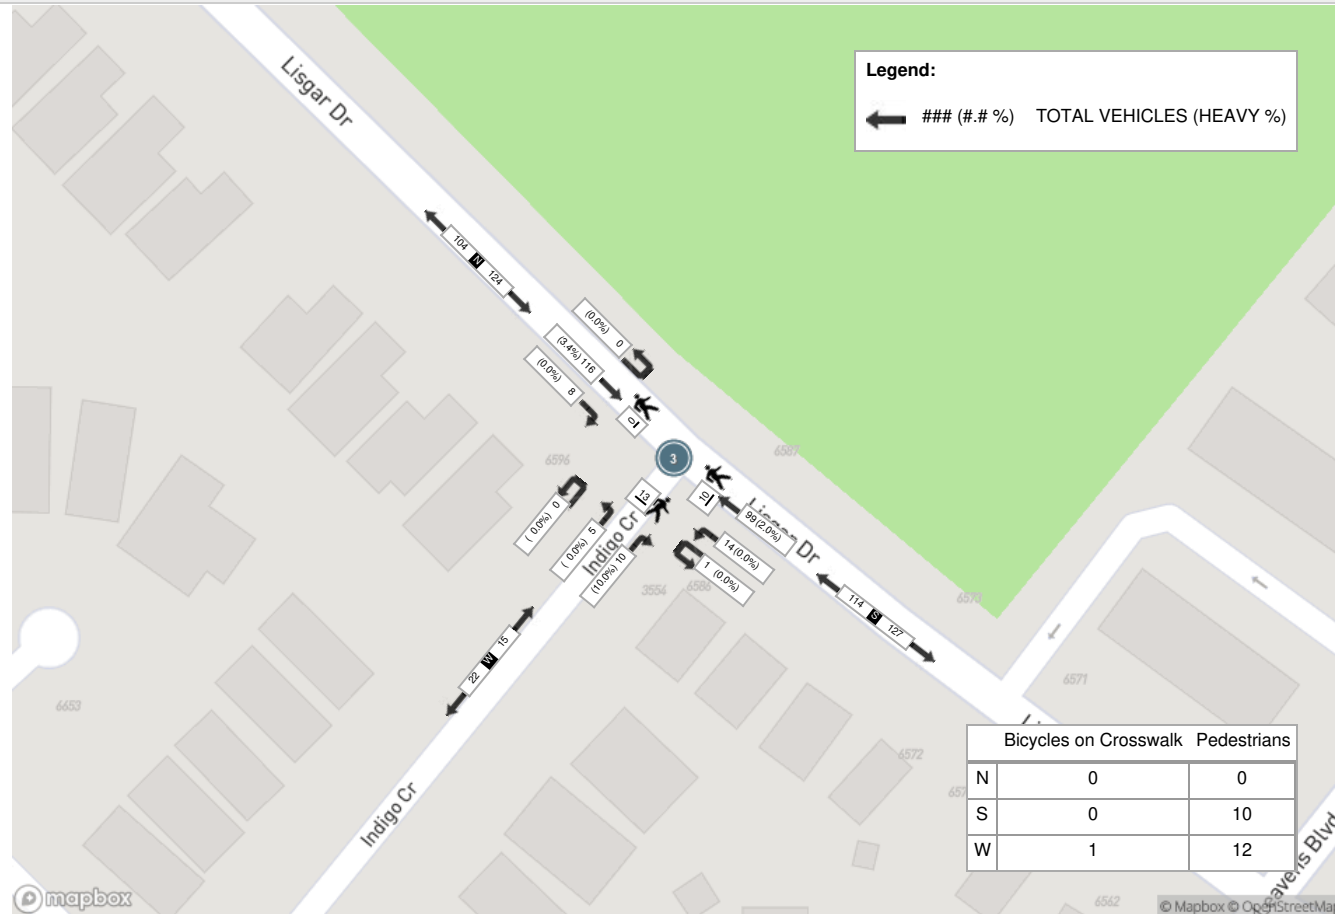 Lisgar Dr
Legend:
### (#.# %) TOTAL VEHICLES (HEAVY %)
104 N 124
(0.0%) 0
(3.4%) 116
(0.0%) 8
0
3
6596
6587
13
10
( 0.0%) 0
( 0.0%) 5
(10.0%) 10
Indigo Cr
99 (2.0%)
14 (0.0%)
1 (0.0%)
Lisgar Dr
3554
6586
6573
114 S 127
22 W 15
6653
6571
6572
Indigo Cr
Bicycles on Crosswalk Pedestrians
N 0 0
S 0 10
W 1 12
6562
mapbox
© Mapbox © OpenStreetMap